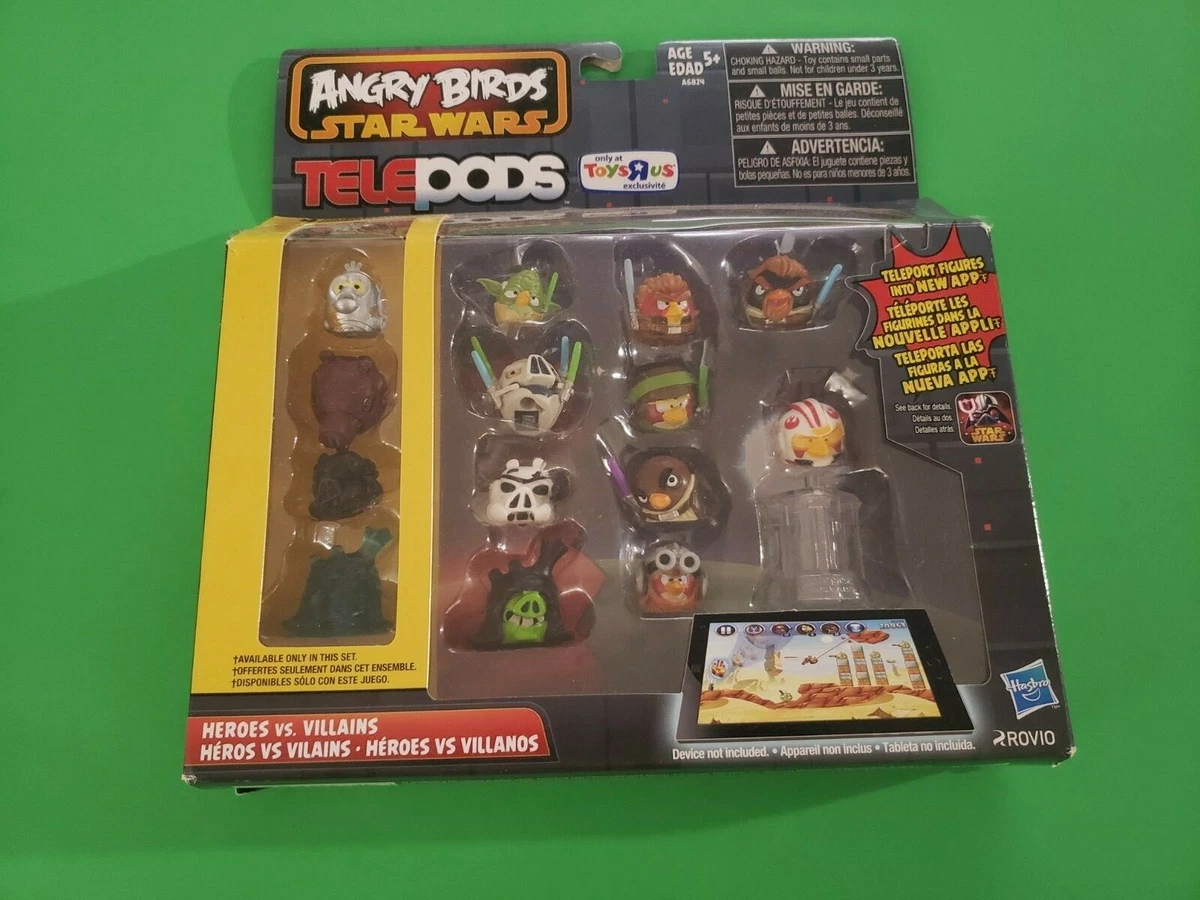 ANGRY BIRDS
STAR WARS
TELEPODS
only at
ToysRUs
exclusivité
AGE
EDAD 5+
A6824
WARNING:
CHOKING HAZARD - Toy contains small parts
and small balls. Not for children under 3 years.
MISE EN GARDE:
RISQUE D'ÉTOUFFEMENT - Le jeu contient de
petites pièces et de petites balles. Déconseillé
aux enfants de moins de 3 ans.
ADVERTENCIA:
PELIGRO DE ASFIXIA: El juguete contiene piezas y
bolas pequeñas. No es para niños menores de 3 años.
TELEPORT FIGURES
INTO NEW APP
TÉLÉPORTE LES
FIGURINES DANS LA
NOUVELLE APPLI
TELEPORTA LAS
FIGURAS A LA
NUEVA APP
See back for details.
Détails au dos.
Detalles atrás.
STAR
WARS
†AVAILABLE ONLY IN THIS SET.
†OFFERTES SEULEMENT DANS CET ENSEMBLE.
†DISPONIBLES SÓLO CON ESTE JUEGO.
HEROES VS. VILLAINS
HÉROS VS VILAINS • HÉROES VS VILLANOS
Device not included. • Appareil non inclus • Tableta no incluida.
Hasbro
ROVIO